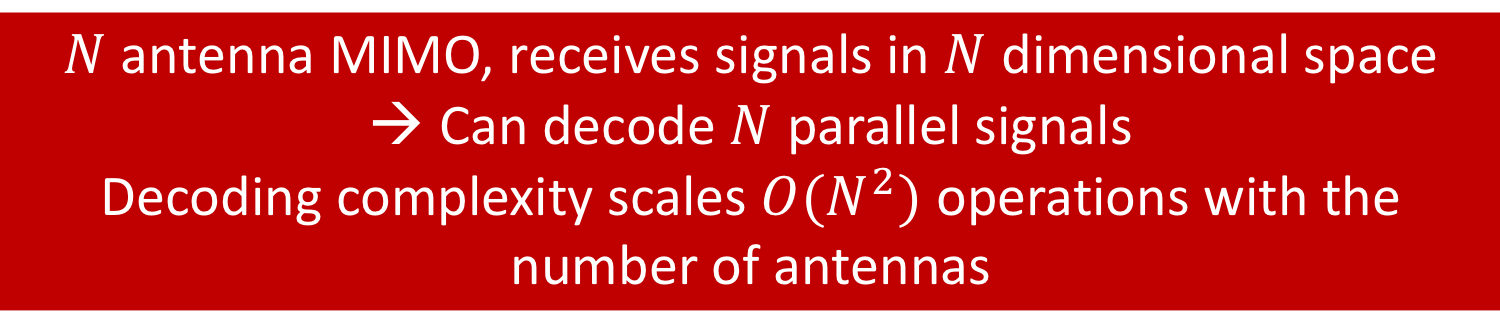 N antenna MIMO, receives signals in N dimensional space
→ Can decode N parallel signals
Decoding complexity scales O(N²) operations with the
number of antennas